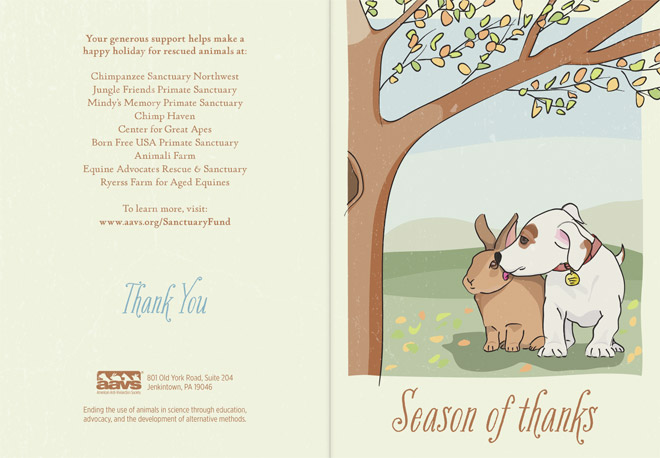 Your generous support helps make a
happy holiday for rescued animals at:
Chimpanzee Sanctuary Northwest
Jungle Friends Primate Sanctuary
Mindy's Memory Primate Sanctuary
Chimp Haven
Center for Great Apes
Born Free USA Primate Sanctuary
Animali Farm
Equine Advocates Rescue & Sanctuary
Ryerss Farm for Aged Equines
To learn more, visit:
www.aavs.org/SanctuaryFund
Thank You
aavs
American Anti-Vivisection Society
801 Old York Road, Suite 204
Jenkintown, PA 19046
Ending the use of animals in science through education,
advocacy, and the development of alternative methods.
Season of thanks